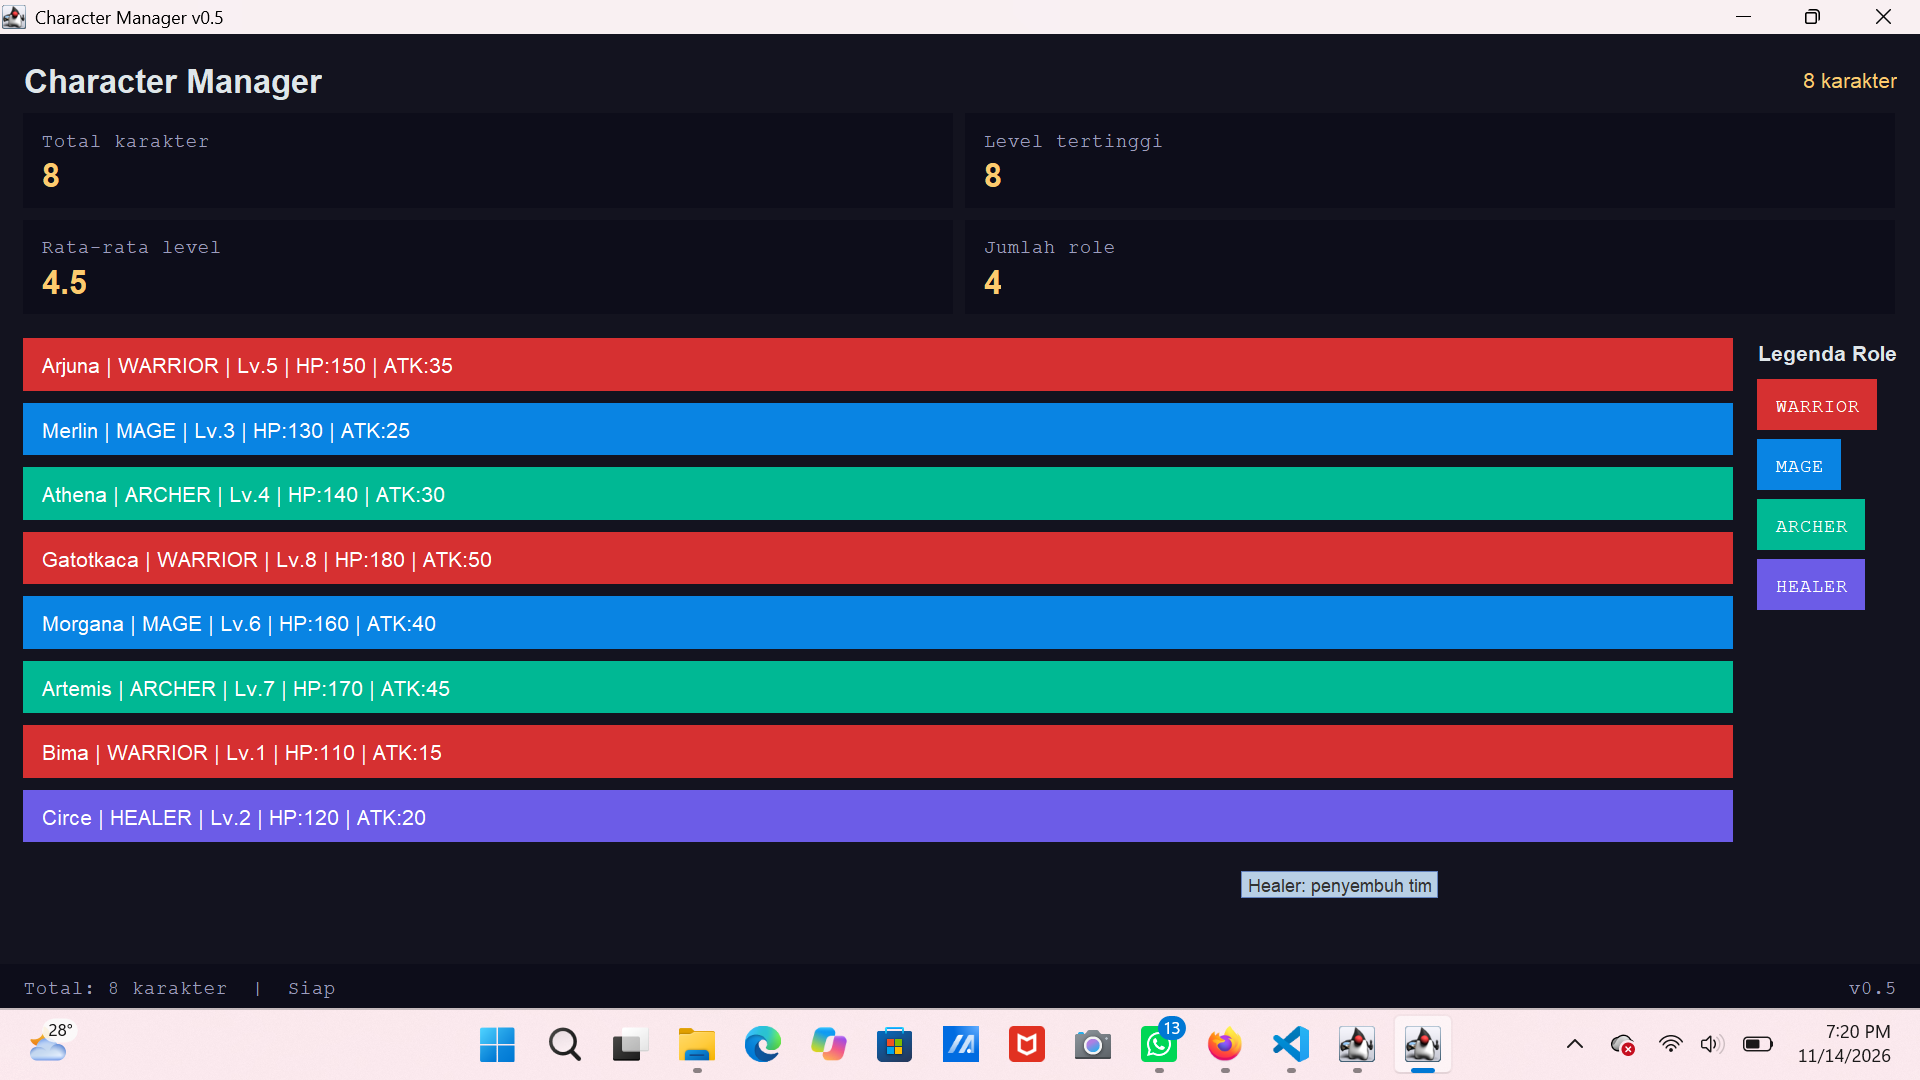 Character Manager v0.5
Character Manager
8 karakter
Total karakter
8
Level tertinggi
8
Rata-rata level
4.5
Jumlah role
4
Arjuna | WARRIOR | Lv.5 | HP:150 | ATK:35
Merlin | MAGE | Lv.3 | HP:130 | ATK:25
Athena | ARCHER | Lv.4 | HP:140 | ATK:30
Gatotkaca | WARRIOR | Lv.8 | HP:180 | ATK:50
Morgana | MAGE | Lv.6 | HP:160 | ATK:40
Artemis | ARCHER | Lv.7 | HP:170 | ATK:45
Bima | WARRIOR | Lv.1 | HP:110 | ATK:15
Circe | HEALER | Lv.2 | HP:120 | ATK:20
Legenda Role
WARRIOR
MAGE
ARCHER
HEALER
Healer: penyembuh tim
Total: 8 karakter | Siap
v0.5
28°
13
7:20 PM
11/14/2026